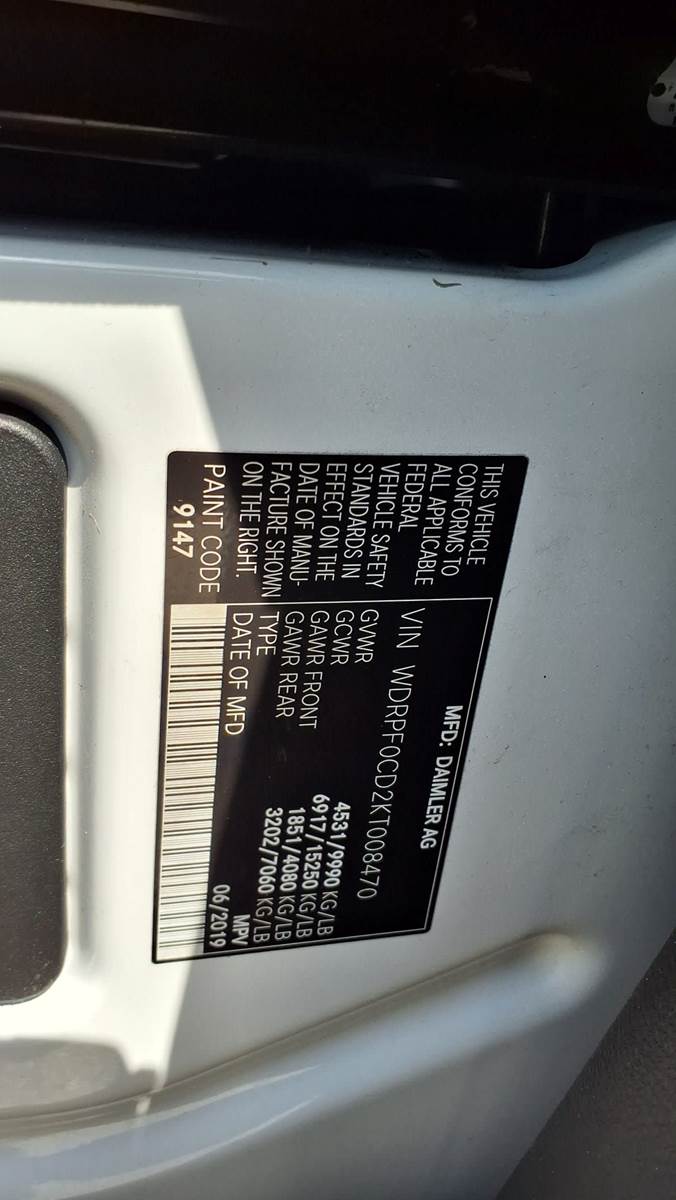 THIS VEHICLE
CONFORMS TO
ALL APPLICABLE
FEDERAL
VEHICLE SAFETY
STANDARDS IN
EFFECT ON THE
DATE OF MANU-
FACTURE SHOWN
ON THE RIGHT.
PAINT CODE
9147
MFD: DAIMLER AG
VIN WDRPF0CD2KT008470
GVWR 4531/9990 KG/LB
GCWR 6917/15250 KG/LB
GAWR FRONT 1851/4080 KG/LB
GAWR REAR 3202/7060 KG/LB
TYPE MPV
DATE OF MFD 06/2019